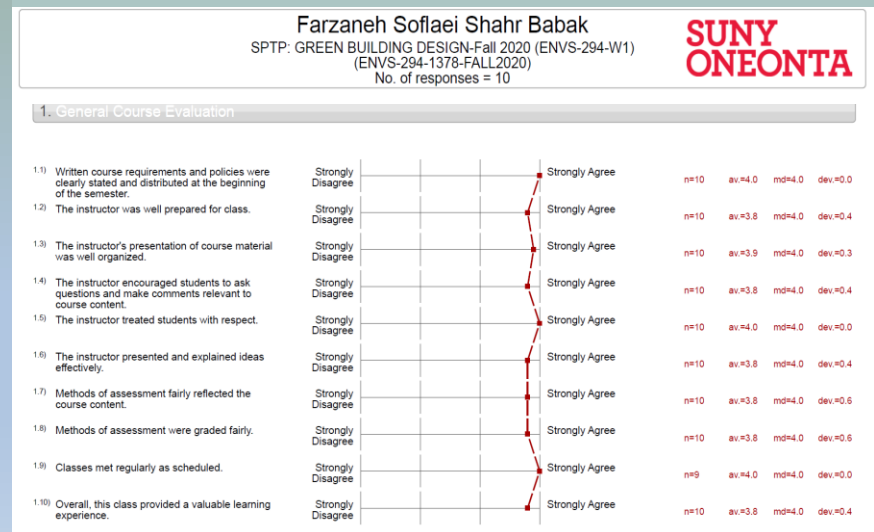 Farzaneh Soflaei Shahr Babak
SPTP: GREEN BUILDING DESIGN-Fall 2020 (ENVS-294-W1)
(ENVS-294-1378-FALL2020)
No. of responses = 10
SUNY
ONEONTA
1. General Course Evaluation
1.1) Written course requirements and policies were
clearly stated and distributed at the beginning
of the semester.
Strongly
Disagree
Strongly Agree
n=10 av.=4.0 md=4.0 dev.=0.0
1.2) The instructor was well prepared for class.
Strongly
Disagree
Strongly Agree
n=10 av.=3.8 md=4.0 dev.=0.4
1.3) The instructor's presentation of course material
was well organized.
Strongly
Disagree
Strongly Agree
n=10 av.=3.9 md=4.0 dev.=0.3
1.4) The instructor encouraged students to ask
questions and make comments relevant to
course content.
Strongly
Disagree
Strongly Agree
n=10 av.=3.8 md=4.0 dev.=0.4
1.5) The instructor treated students with respect.
Strongly
Disagree
Strongly Agree
n=10 av.=4.0 md=4.0 dev.=0.0
1.6) The instructor presented and explained ideas
effectively.
Strongly
Disagree
Strongly Agree
n=10 av.=3.8 md=4.0 dev.=0.4
1.7) Methods of assessment fairly reflected the
course content.
Strongly
Disagree
Strongly Agree
n=10 av.=3.8 md=4.0 dev.=0.6
1.8) Methods of assessment were graded fairly.
Strongly
Disagree
Strongly Agree
n=10 av.=3.8 md=4.0 dev.=0.6
1.9) Classes met regularly as scheduled.
Strongly
Disagree
Strongly Agree
n=9 av.=4.0 md=4.0 dev.=0.0
1.10) Overall, this class provided a valuable learning
experience.
Strongly
Disagree
Strongly Agree
n=10 av.=3.8 md=4.0 dev.=0.4